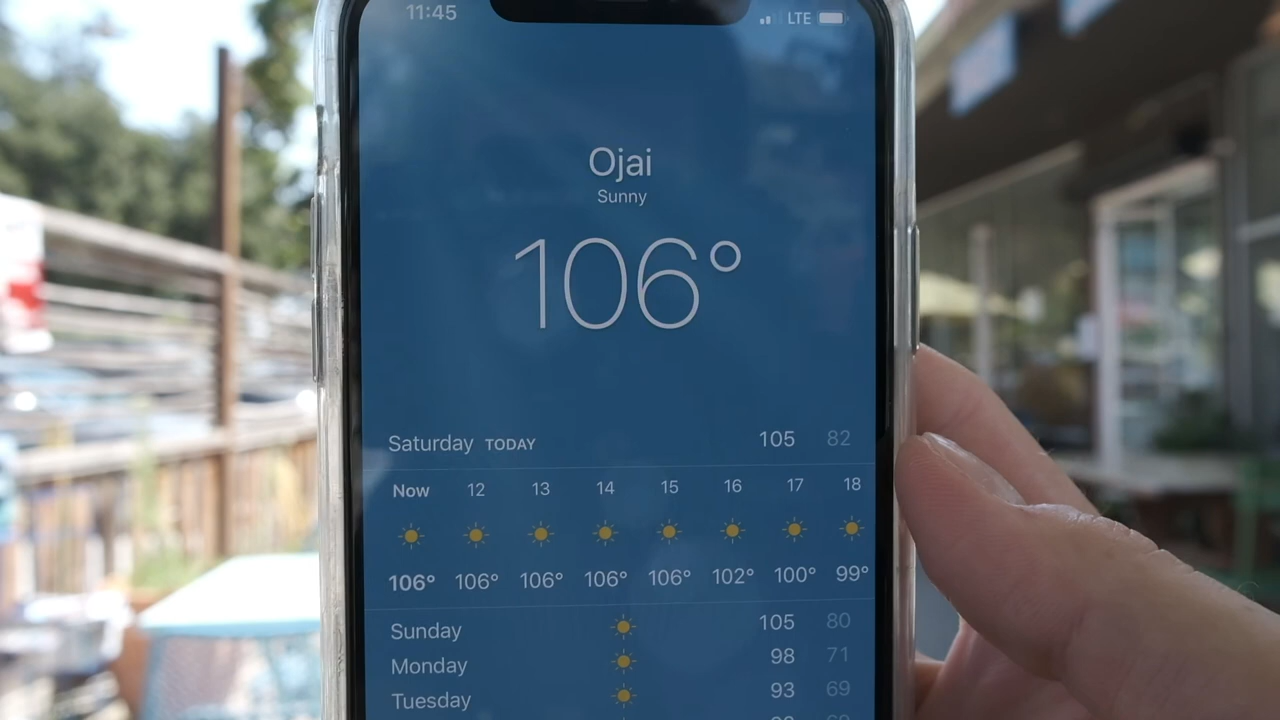 11:45 LTE
Ojai
Sunny
106°
Saturday TODAY 105 82
Now 12 13 14 15 16 17 18
106° 106° 106° 106° 106° 102° 100° 99°
Sunday 105 80
Monday 98 71
Tuesday 93 69